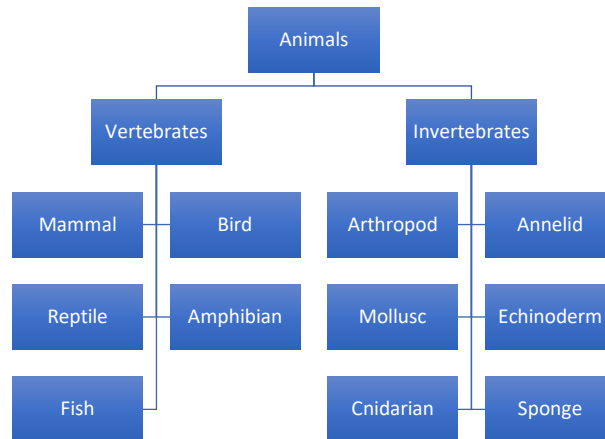 Animals
Vertebrates
Invertebrates
Mammal
Bird
Arthropod
Annelid
Reptile
Amphibian
Mollusc
Echinoderm
Fish
Cnidarian
Sponge